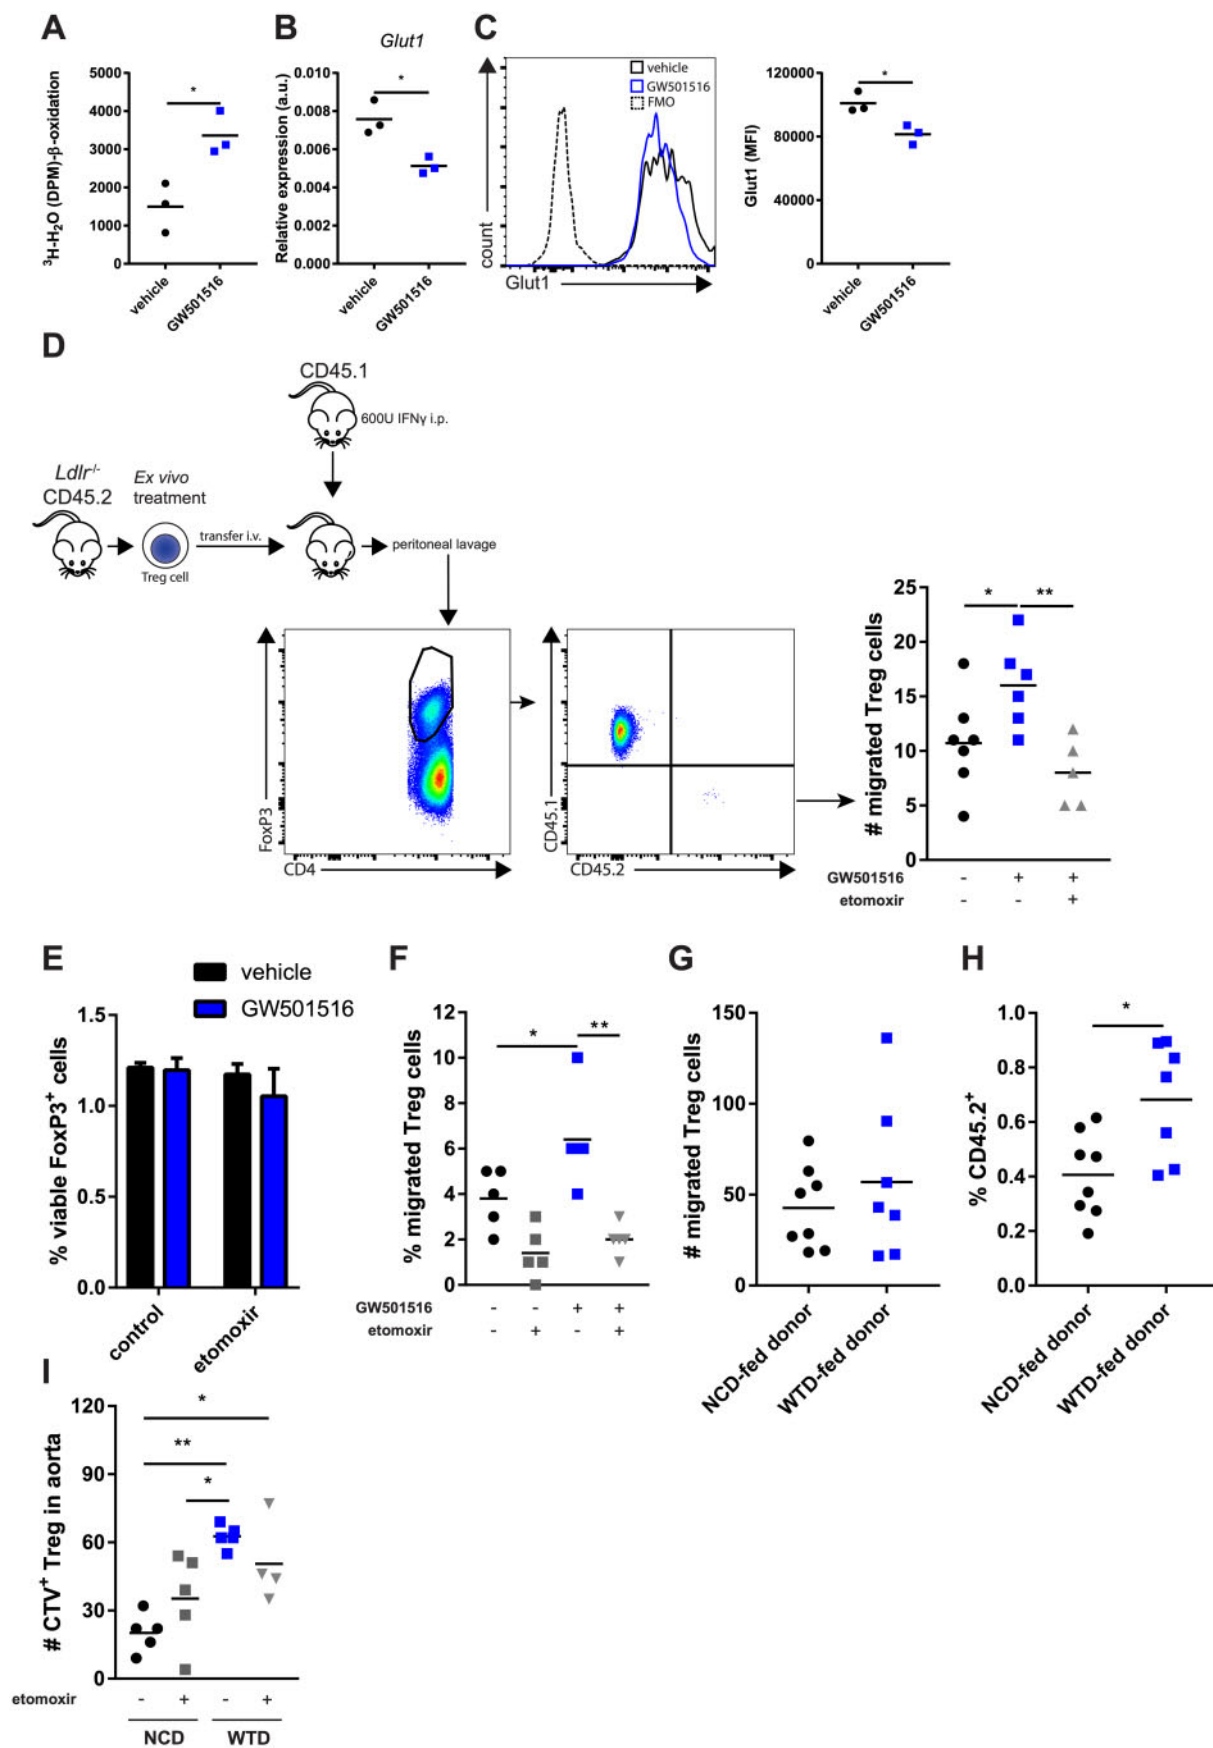 A
³H-H₂O (DPM)-β-oxidation
5000
4000
3000
2000
1000
0
*
vehicle
GW501516
B
Glut1
Relative expression (a.u.)
0.010
0.008
0.006
0.004
0.002
0.000
*
vehicle
GW501516
C
vehicle
GW501516
FMO
count
Glut1
Glut1 (MFI)
120000
80000
40000
0
*
vehicle
GW501516
D
CD45.1
600U IFNγ i.p.
Ldlr-/-
CD45.2
Ex vivo
treatment
Treg cell
transfer i.v.
peritoneal lavage
FoxP3
CD4
CD45.1
CD45.2
# migrated Treg cells
25
20
15
10
5
0
* **
GW501516 - + +
etomoxir - - +
E
vehicle
GW501516
% viable FoxP3⁺ cells
1.5
1.0
0.5
0.0
control
etomoxir
F
% migrated Treg cells
12
10
8
6
4
2
0
* **
GW501516 - - + +
etomoxir - + - +
G
# migrated Treg cells
150
100
50
0
NCD-fed donor
WTD-fed donor
H
% CD45.2⁺
1.0
0.8
0.6
0.4
0.2
0.0
*
NCD-fed donor
WTD-fed donor
I
# CTV⁺ Treg in aorta
120
90
60
30
0
*
**
*
etomoxir - + - +
NCD WTD